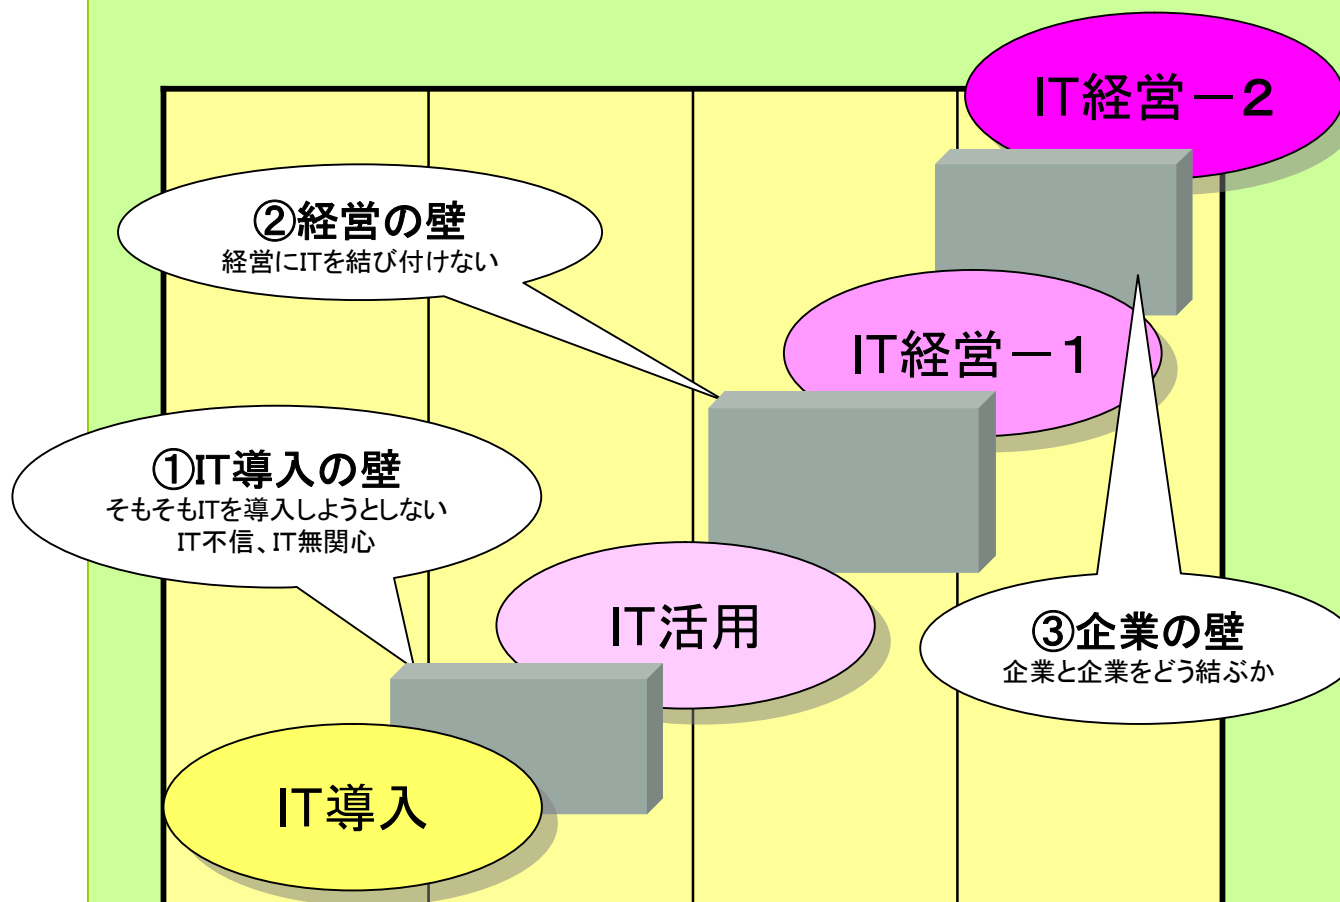 IT経営－２
②経営の壁
経営にITを結び付けない
IT経営－１
①IT導入の壁
そもそもITを導入しようとしない
IT不信、IT無関心
IT活用
③企業の壁
企業と企業をどう結ぶか
IT導入